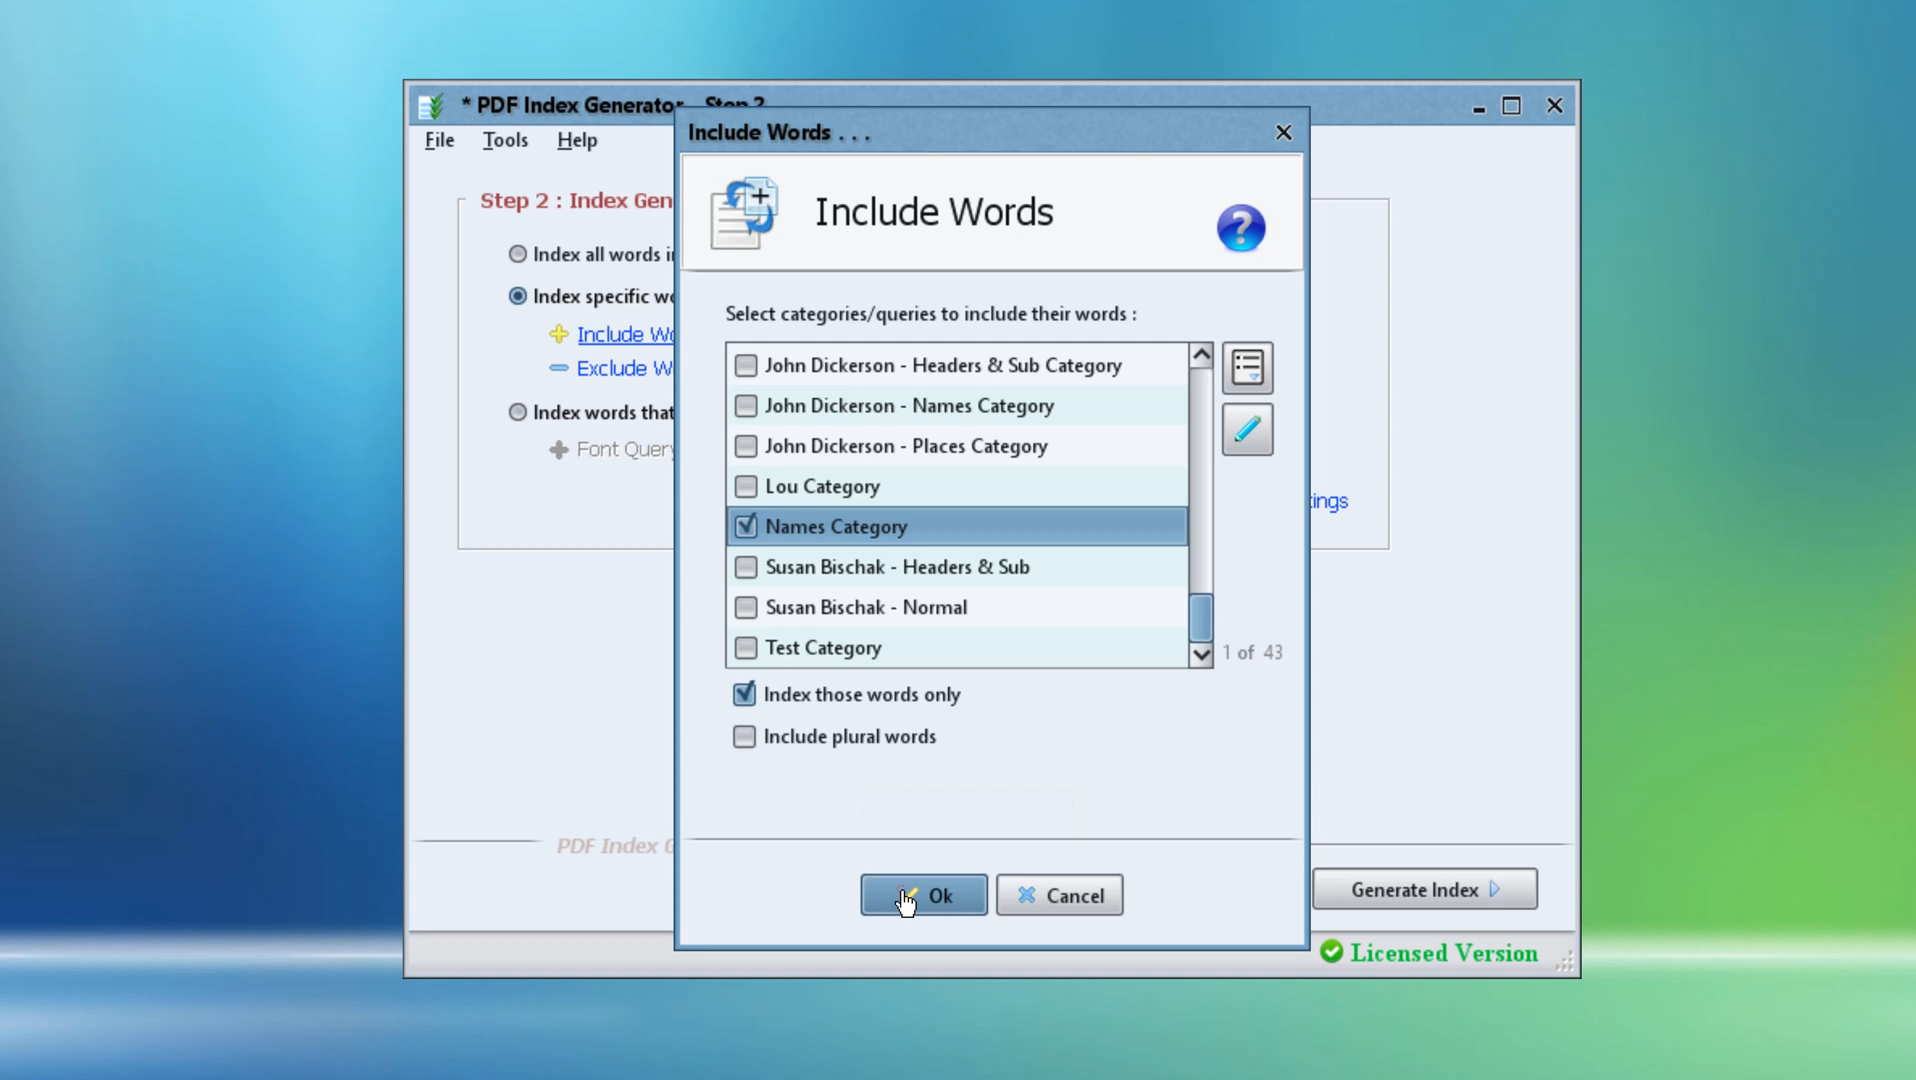 * PDF Index Generator - Step 2
File Tools Help
Step 2 : Index Gen
Index all words i
Index specific wo
Include Wo
Exclude W
Index words that
Font Query
tings
PDF Index G
Generate Index
Licensed Version
Include Words . . .
Include Words
Select categories/queries to include their words :
John Dickerson - Headers & Sub Category
John Dickerson - Names Category
John Dickerson - Places Category
Lou Category
Names Category
Susan Bischak - Headers & Sub
Susan Bischak - Normal
Test Category
1 of 43
Index those words only
Include plural words
Ok
Cancel